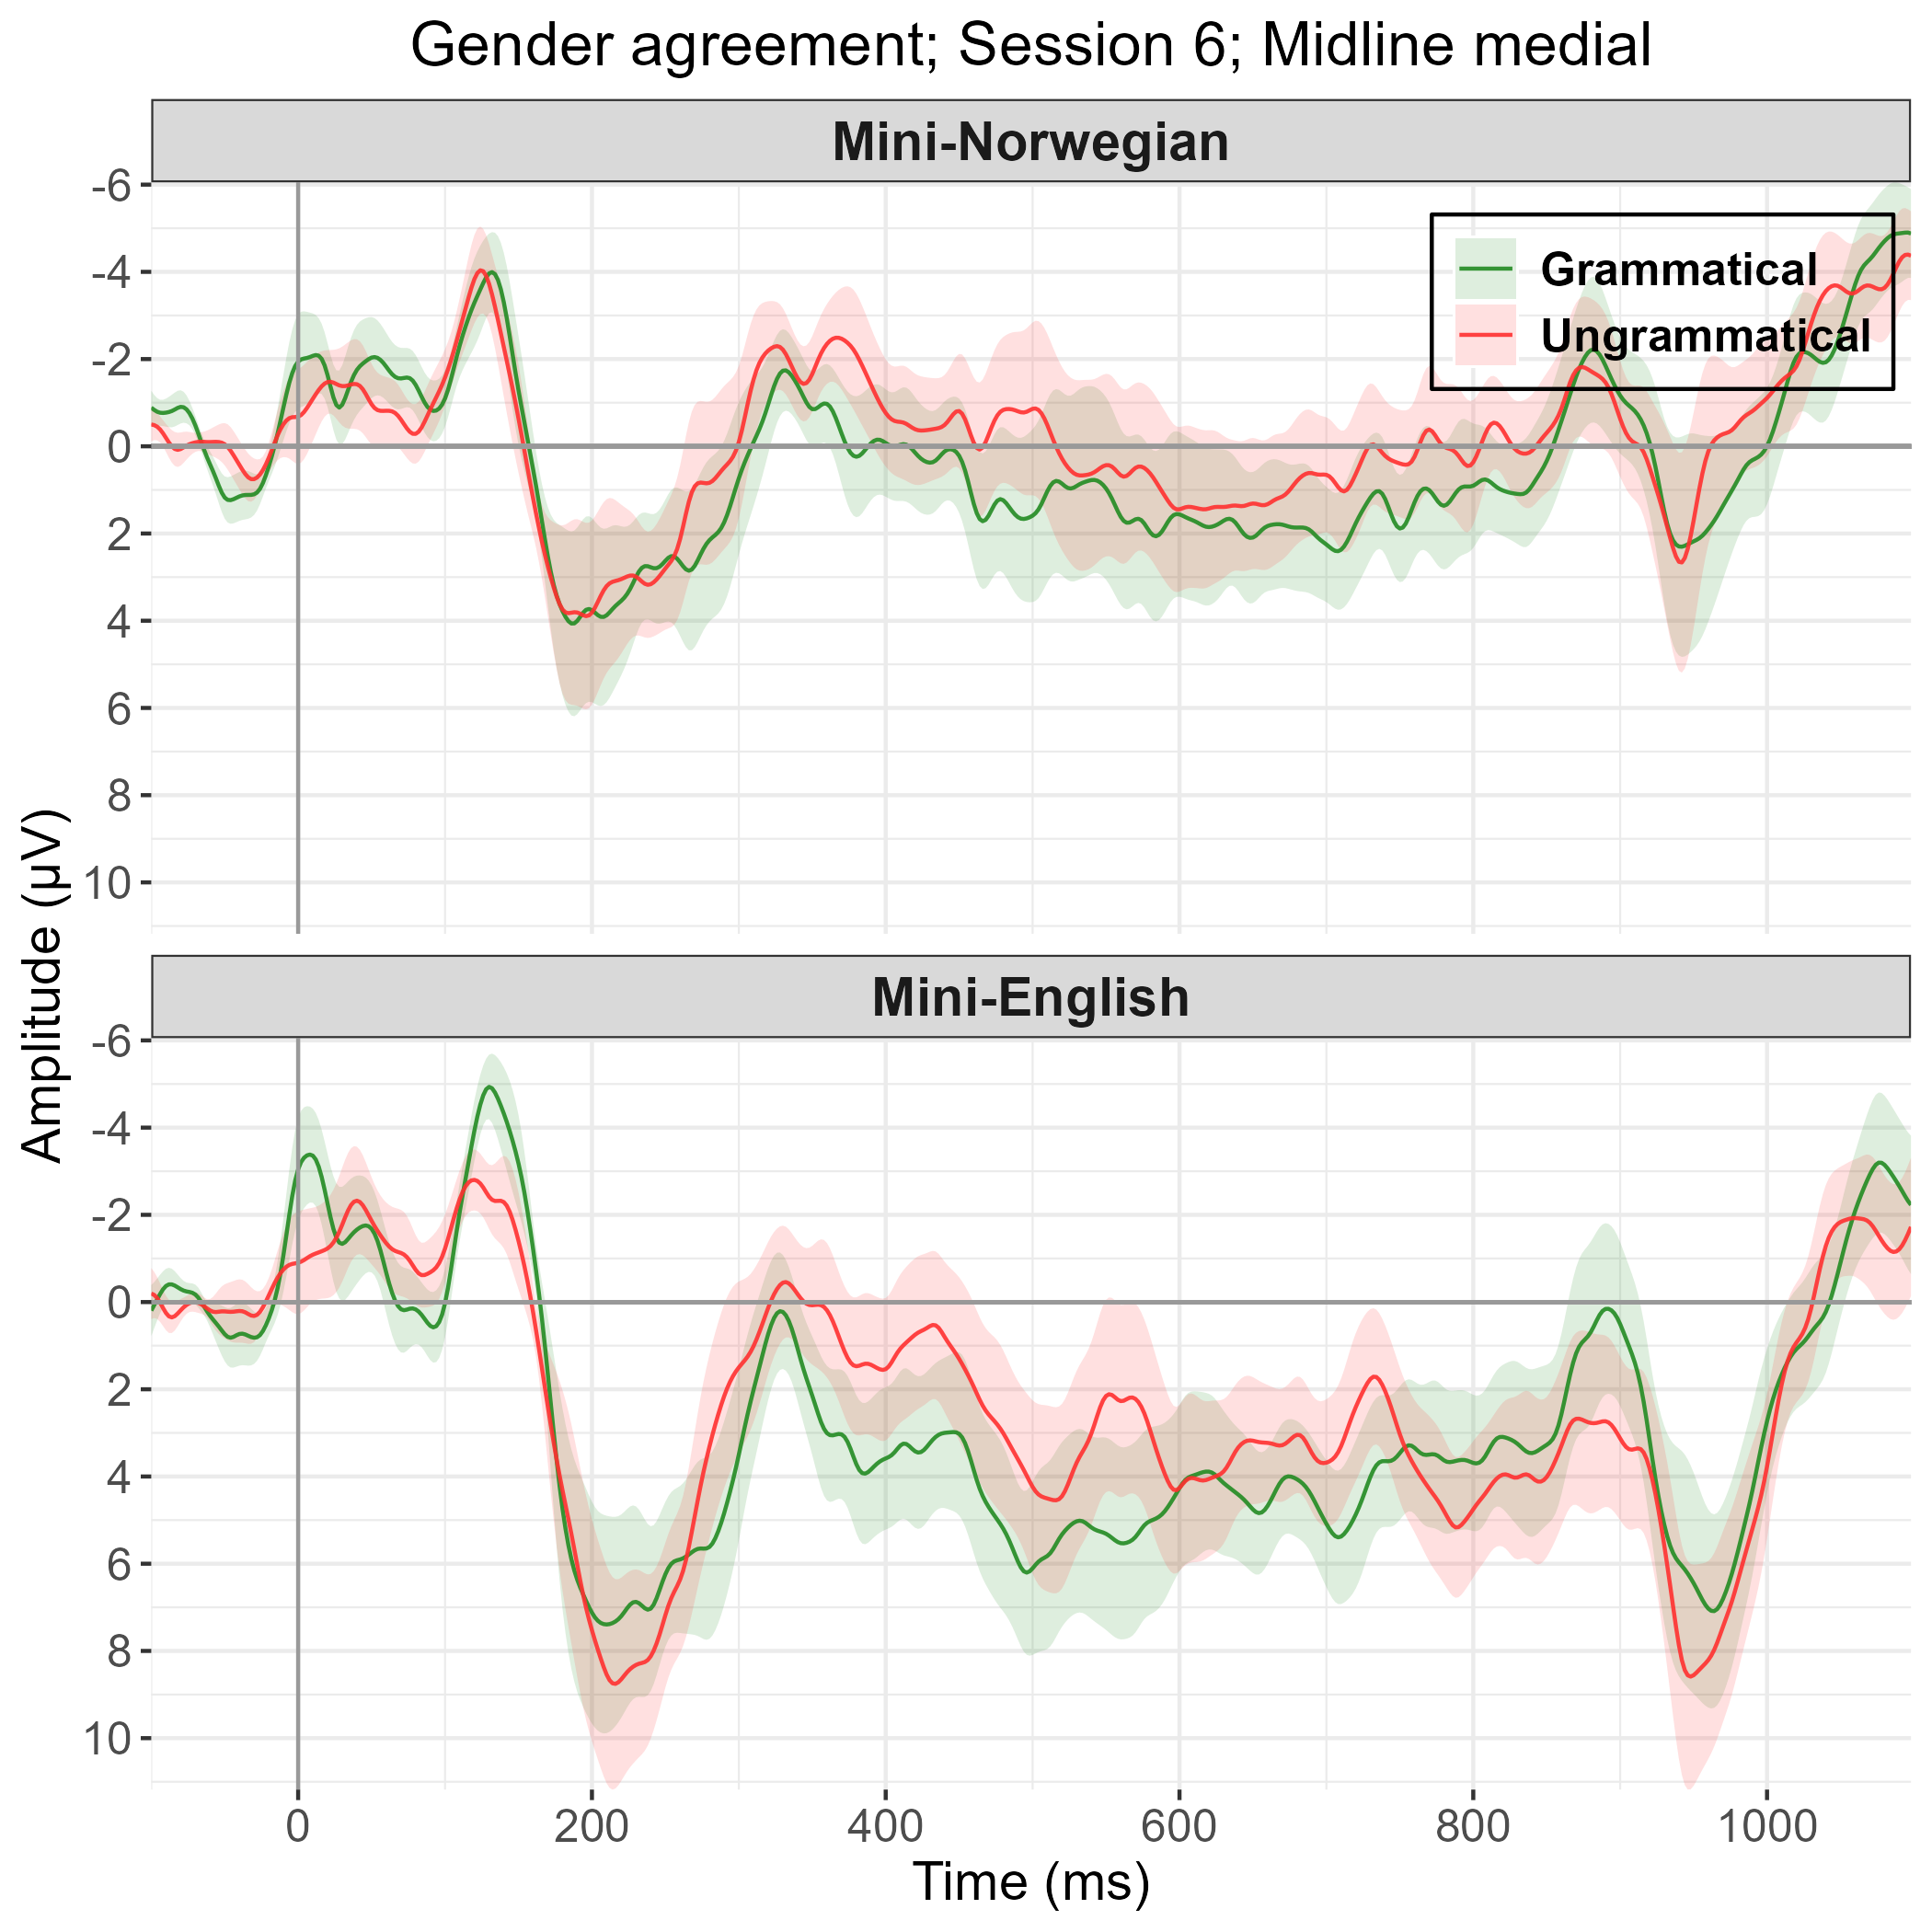 Gender agreement; Session 6; Midline medial
Mini-Norwegian
-6
-4
-2
0
2
4
6
8
10
Grammatical
Ungrammatical
Amplitude (µV)
Mini-English
-6
-4
-2
0
2
4
6
8
10
0 200 400 600 800 1000
Time (ms)